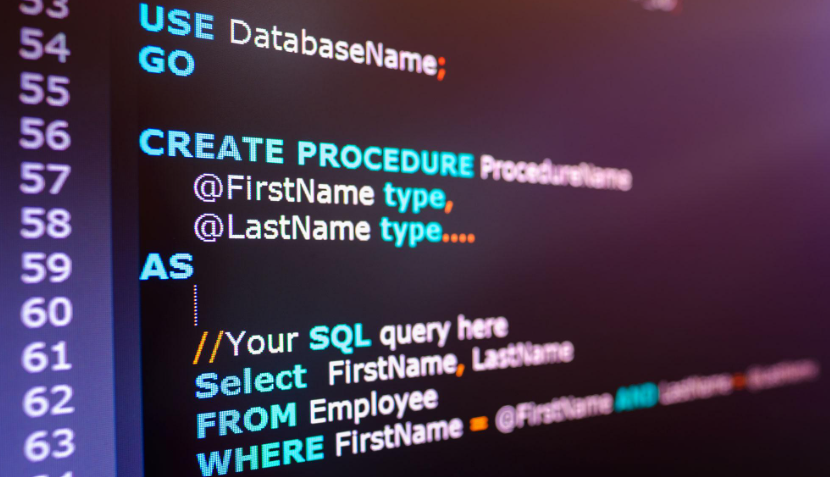 53 USE DatabaseName;
54 GO
55
56 CREATE PROCEDURE ProcedureName
57 @FirstName type,
58 @LastName type....
59 AS
60
61 //Your SQL query here
62 Select FirstName, LastName
63 FROM Employee
WHERE FirstName = @FirstName AND LastName =